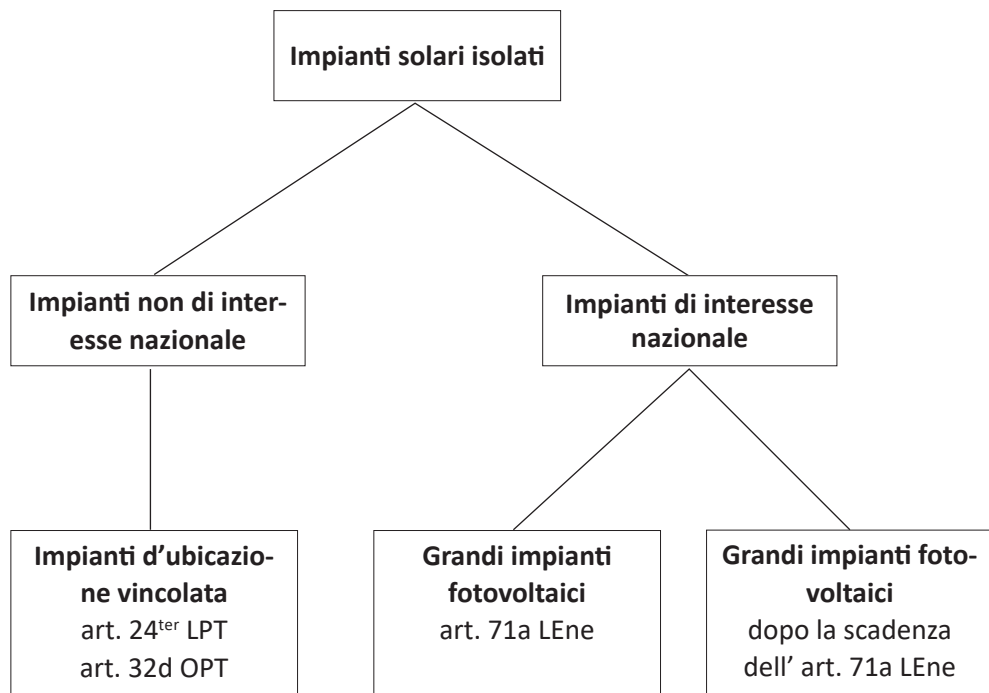 Impianti solari isolati
Impianti non di inter-
esse nazionale
Impianti di interesse
nazionale
Impianti d'ubicazio-
ne vincolata
art. 24ter LPT
art. 32d OPT
Grandi impianti
fotovoltaici
art. 71a LEne
Grandi impianti foto-
voltaici
dopo la scadenza
dell' art. 71a LEne